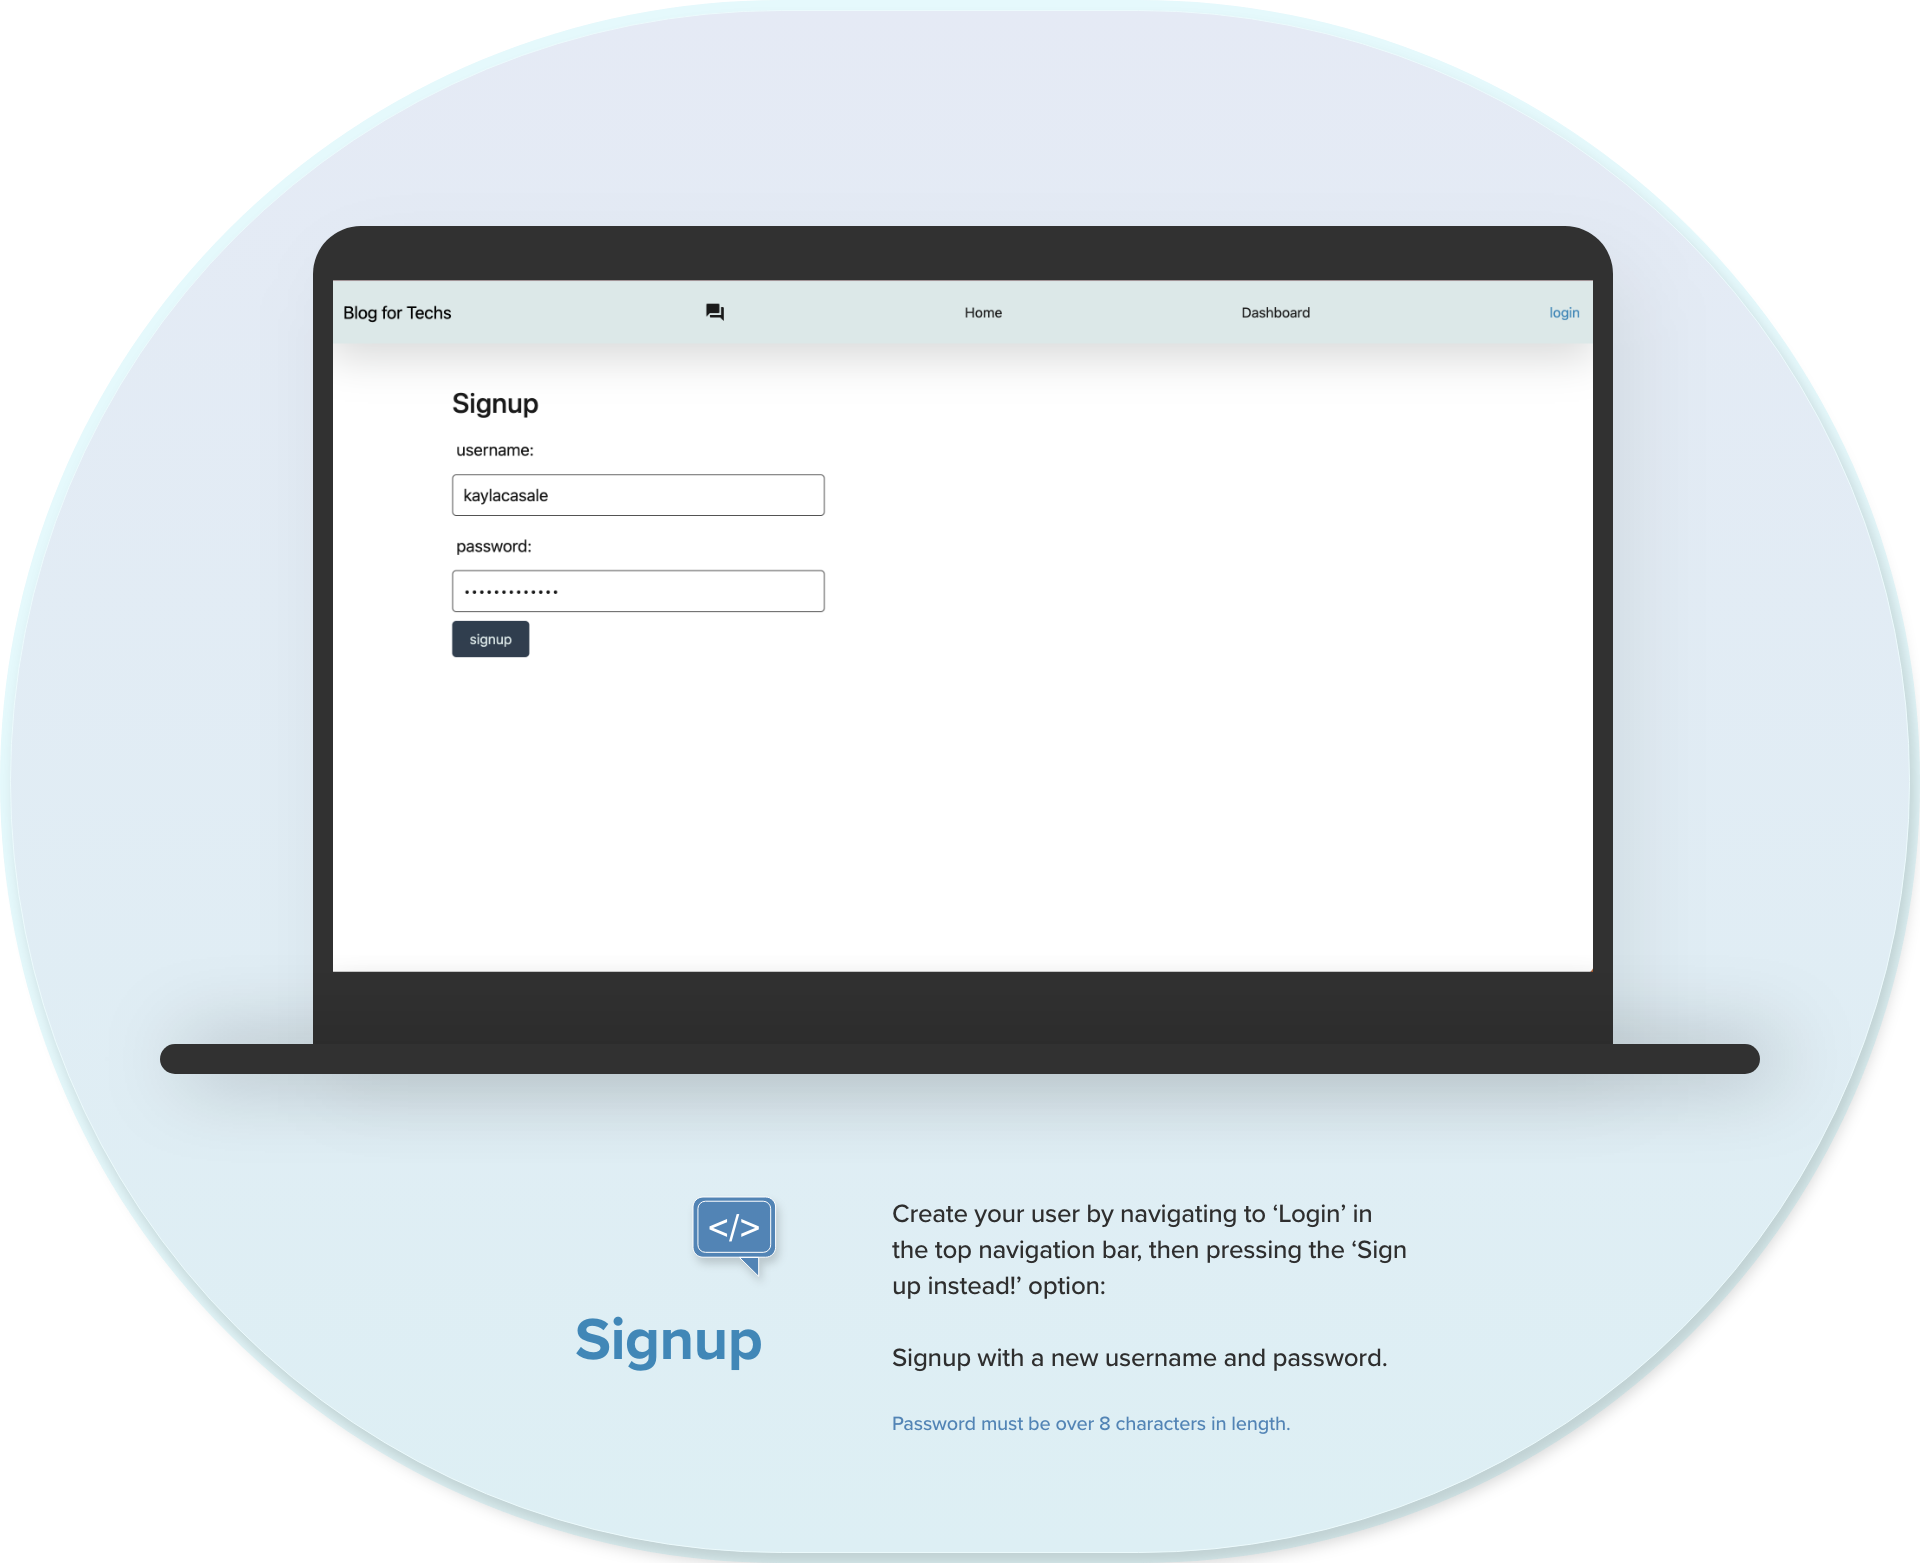 Blog for Techs
Home
Dashboard
login
Signup
username:
kaylacasale
password:
•••••••••••••
signup
</>
Signup
Create your user by navigating to ‘Login’ in
the top navigation bar, then pressing the ‘Sign
up instead!’ option:
Signup with a new username and password.
Password must be over 8 characters in length.